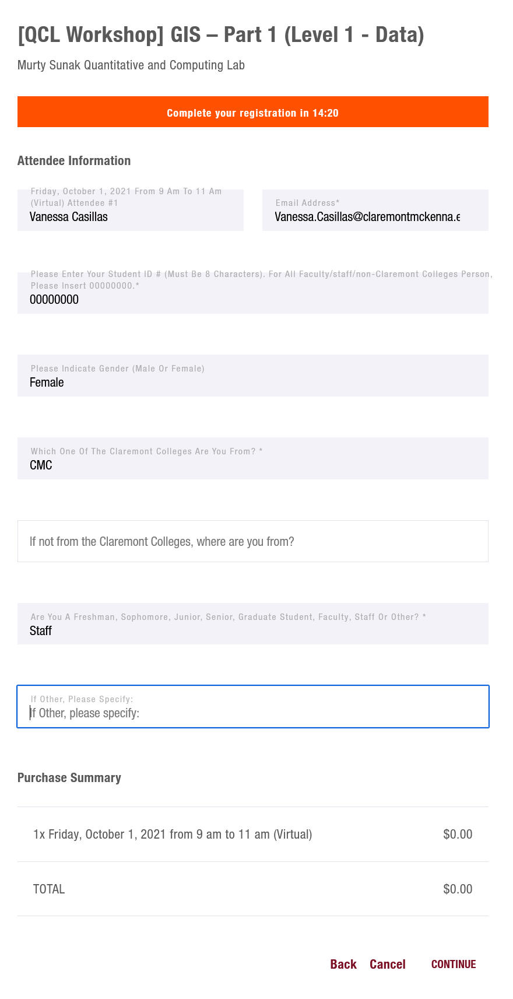 [QCL Workshop] GIS – Part 1 (Level 1 - Data)
Murty Sunak Quantitative and Computing Lab
Complete your registration in 14:20
Attendee Information
Friday, October 1, 2021 From 9 Am To 11 Am
(Virtual) Attendee #1
Vanessa Casillas
Email Address*
Vanessa.Casillas@claremontmckenna.e
Please Enter Your Student ID # (Must Be 8 Characters). For All Faculty/staff/non-Claremont Colleges Person,
Please Insert 00000000.*
00000000
Please Indicate Gender (Male Or Female)
Female
Which One Of The Claremont Colleges Are You From? *
CMC
If not from the Claremont Colleges, where are you from?
Are You A Freshman, Sophomore, Junior, Senior, Graduate Student, Faculty, Staff Or Other? *
Staff
If Other, Please Specify:
If Other, please specify:
Purchase Summary
1x Friday, October 1, 2021 from 9 am to 11 am (Virtual) $0.00
TOTAL $0.00
Back Cancel CONTINUE